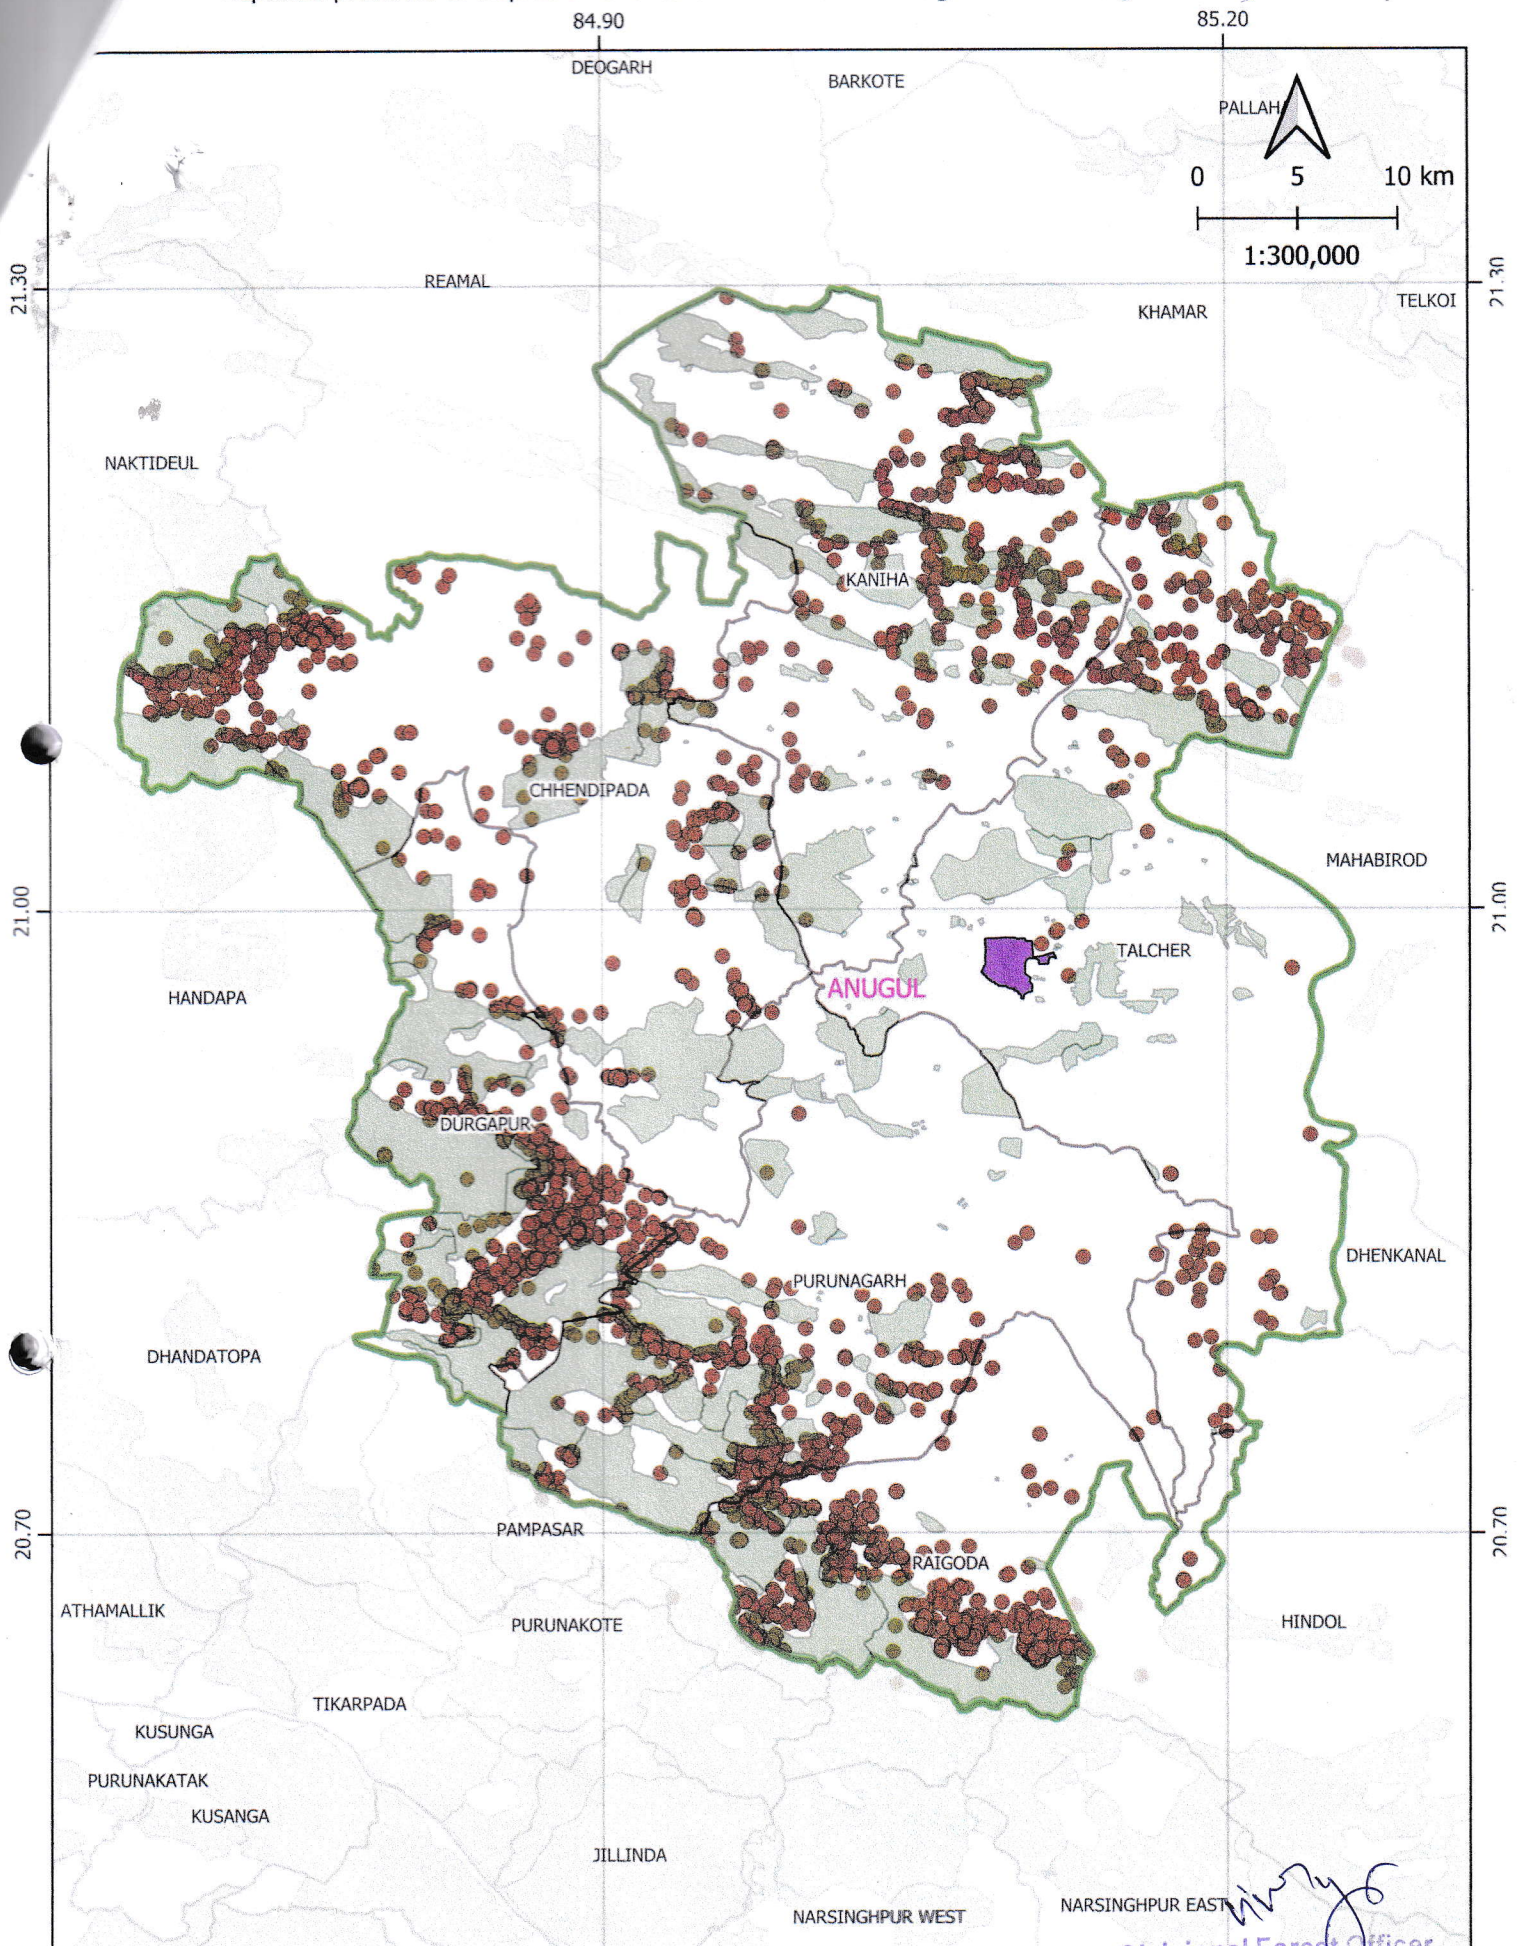 84.90 85.20
DEOGARH
BARKOTE
PALLAH
0 5 10 km
1:300,000
21.30
21.30
REAMAL
TELKOI
KHAMAR
NAKTIDEUL
KANIHA
CHHENDIPADA
MAHABIROD
21.00
21.00
TALCHER
ANUGUL
HANDAPA
DURGAPUR
DHENKANAL
PURUNAGARH
DHANDATOPA
PAMPASAR
20.70
20.70
RAIGODA
ATHAMALLIK
PURUNAKOTE
HINDOL
TIKARPADA
KUSUNGA
PURUNAKATAK
KUSANGA
JILLINDA
NARSINGHPUR EAST
NARSINGHPUR WEST
Forest Officer